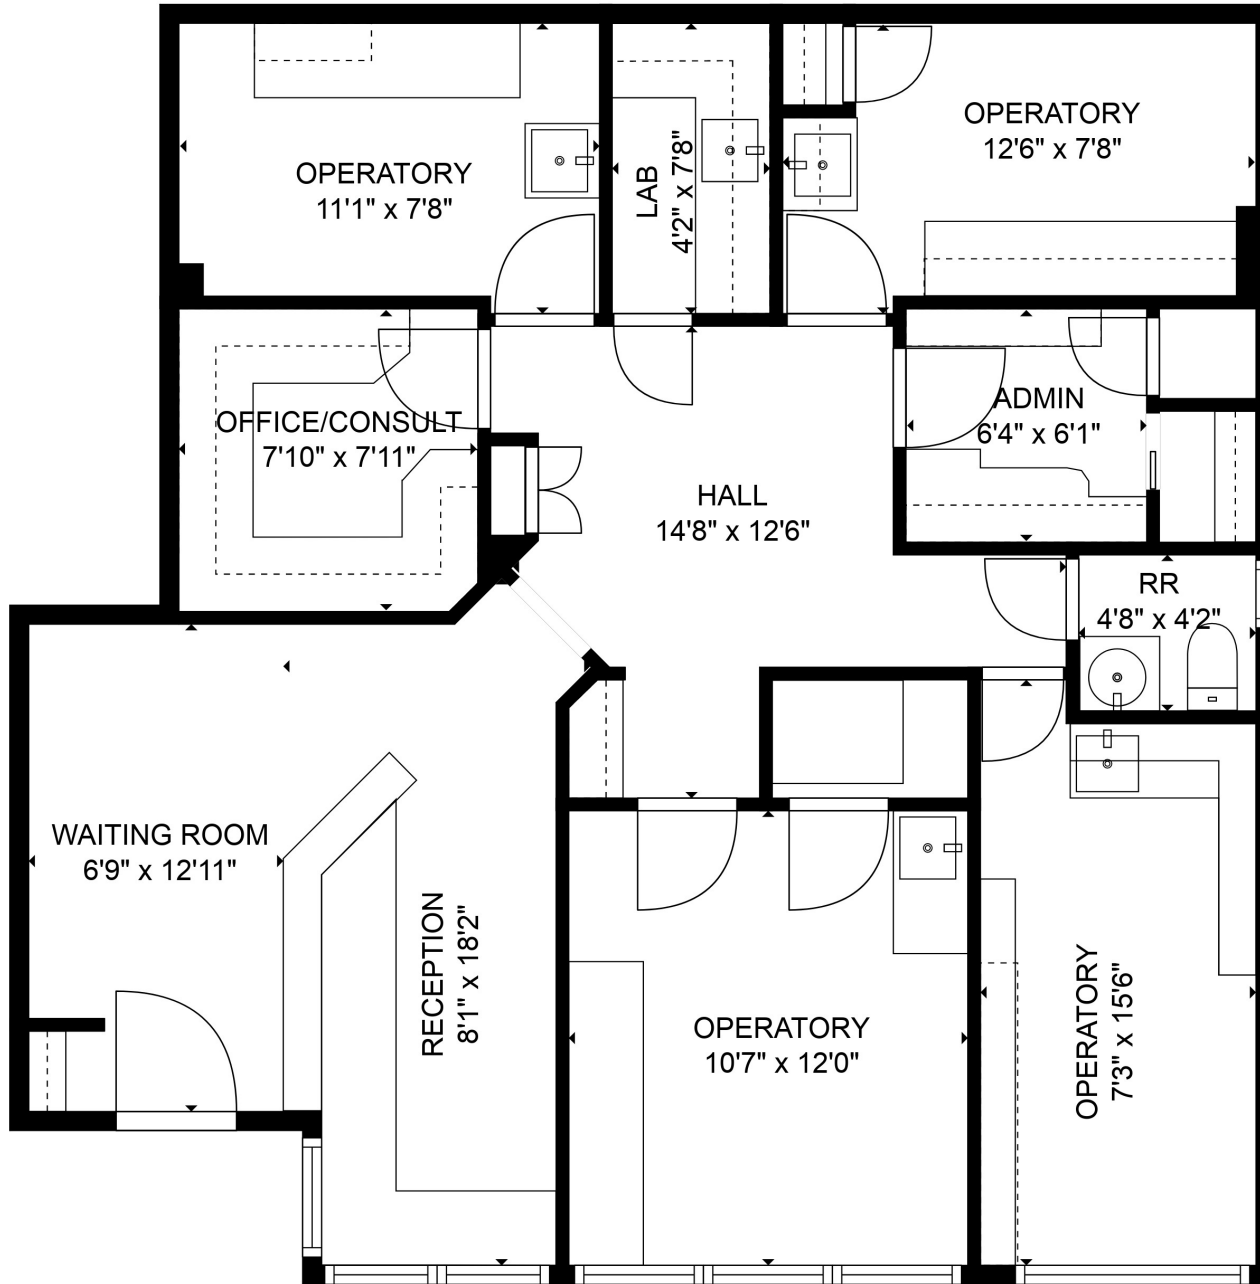 OPERATORY
12'6" x 7'8"
OPERATORY
11'1" x 7'8"
LAB
4'2" x 7'8"
OFFICE/CONSULT
7'10" x 7'11"
ADMIN
6'4" x 6'1"
HALL
14'8" x 12'6"
RR
4'8" x 4'2"
WAITING ROOM
6'9" x 12'11"
RECEPTION
8'1" x 18'2"
OPERATORY
10'7" x 12'0"
OPERATORY
7'3" x 15'6"